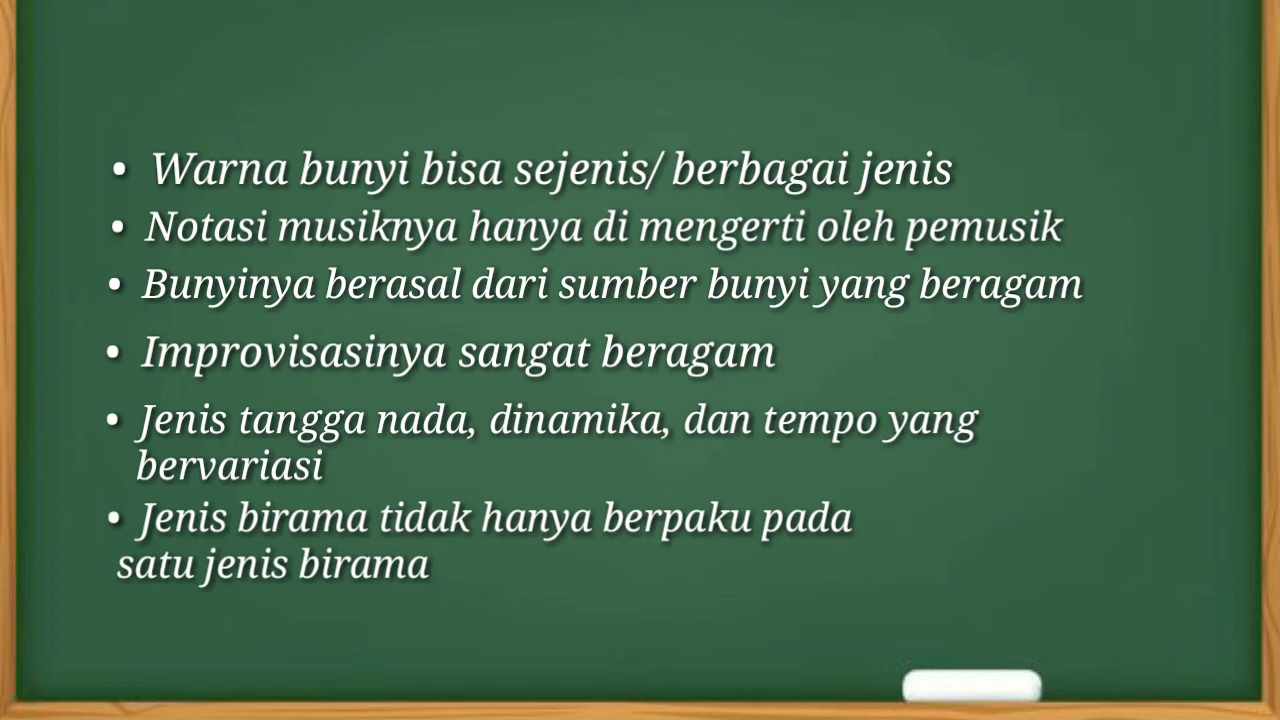 • Warna bunyi bisa sejenis/ berbagai jenis
• Notasi musiknya hanya di mengerti oleh pemusik
• Bunyinya berasal dari sumber bunyi yang beragam
• Improvisasinya sangat beragam
• Jenis tangga nada, dinamika, dan tempo yang
bervariasi
• Jenis birama tidak hanya berpaku pada
satu jenis birama